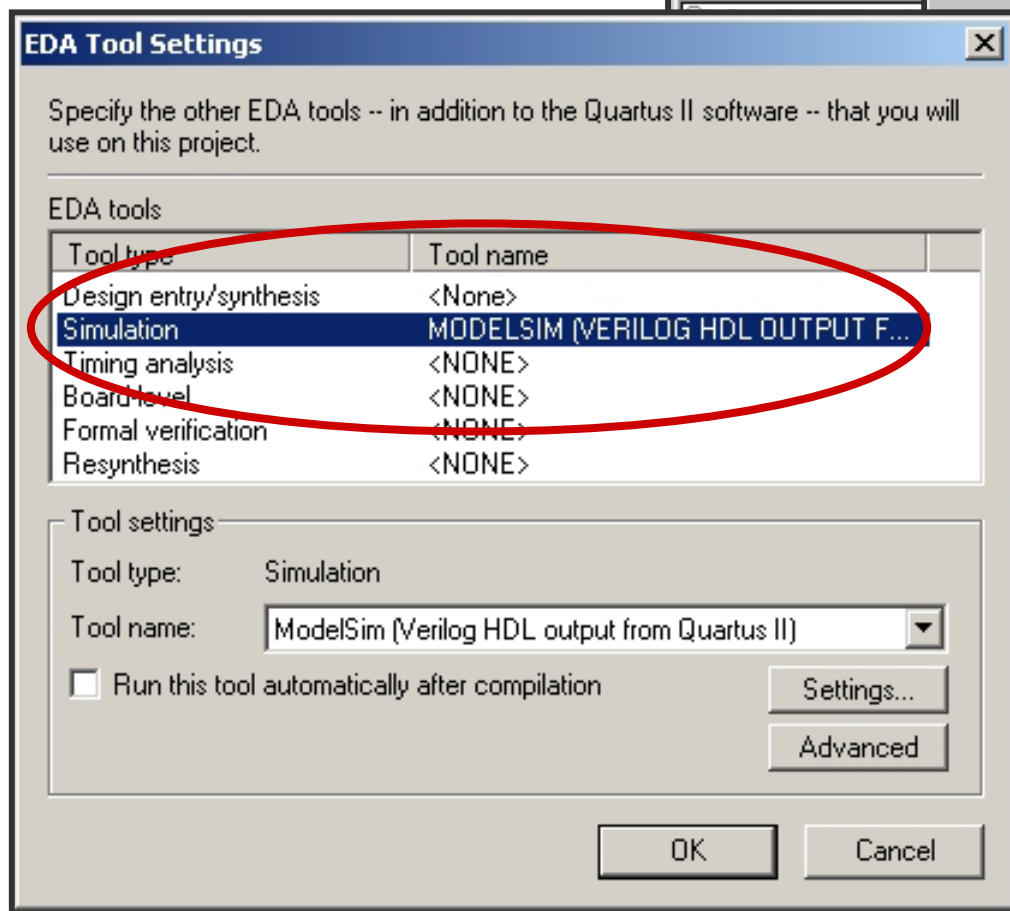 EDA Tool Settings
Specify the other EDA tools -- in addition to the Quartus II software -- that you will
use on this project.
EDA tools
Tool type Tool name
Design entry/synthesis <None>
Simulation MODELSIM (VERILOG HDL OUTPUT F...
Timing analysis <NONE>
Board-level <NONE>
Formal verification <NONE>
Resynthesis <NONE>
Tool settings
Tool type: Simulation
Tool name: ModelSim (Verilog HDL output from Quartus II)
Run this tool automatically after compilation
Settings...
Advanced
OK Cancel